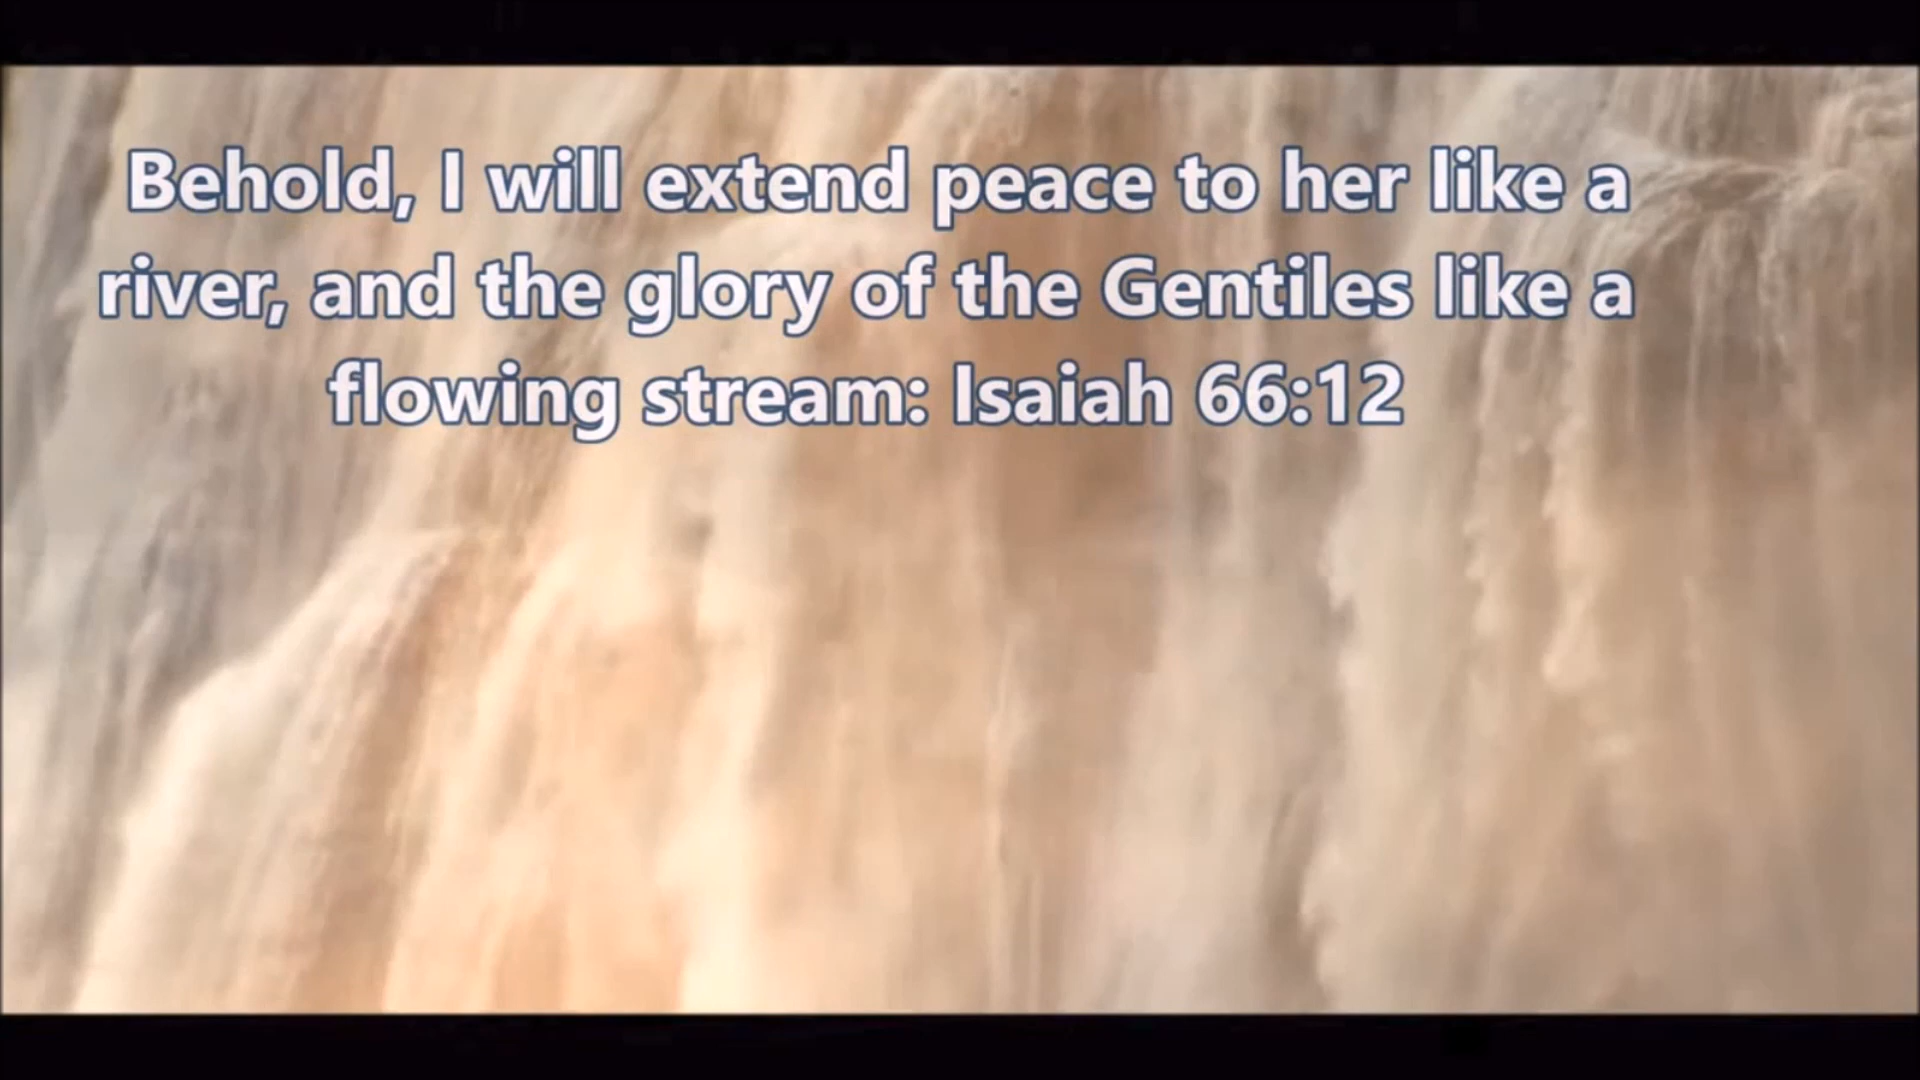 Behold, I will extend peace to her like a
river, and the glory of the Gentiles like a
flowing stream: Isaiah 66:12